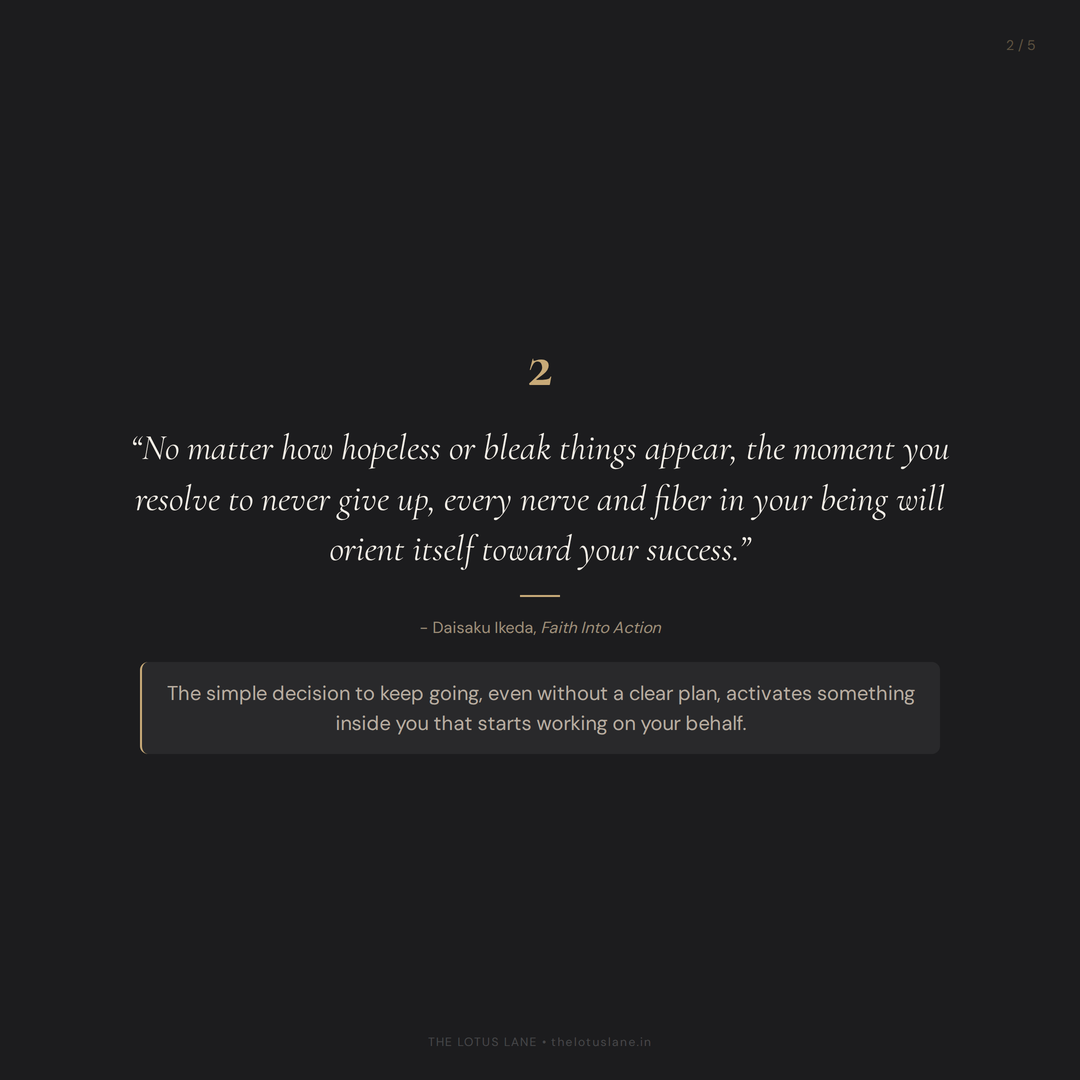 2 / 5
2
“No matter how hopeless or bleak things appear, the moment you
resolve to never give up, every nerve and fiber in your being will
orient itself toward your success.”
– Daisaku Ikeda, Faith Into Action
The simple decision to keep going, even without a clear plan, activates something
inside you that starts working on your behalf.
THE LOTUS LANE • thelotuslane.in